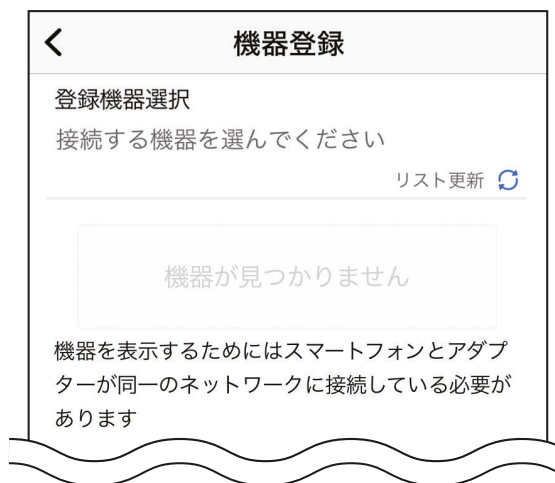 機器登録
登録機器選択
接続する機器を選んでください
リスト更新
機器が見つかりません
機器を表示するためにはスマートフォンとアダプ
ターが同一のネットワークに接続している必要が
あります